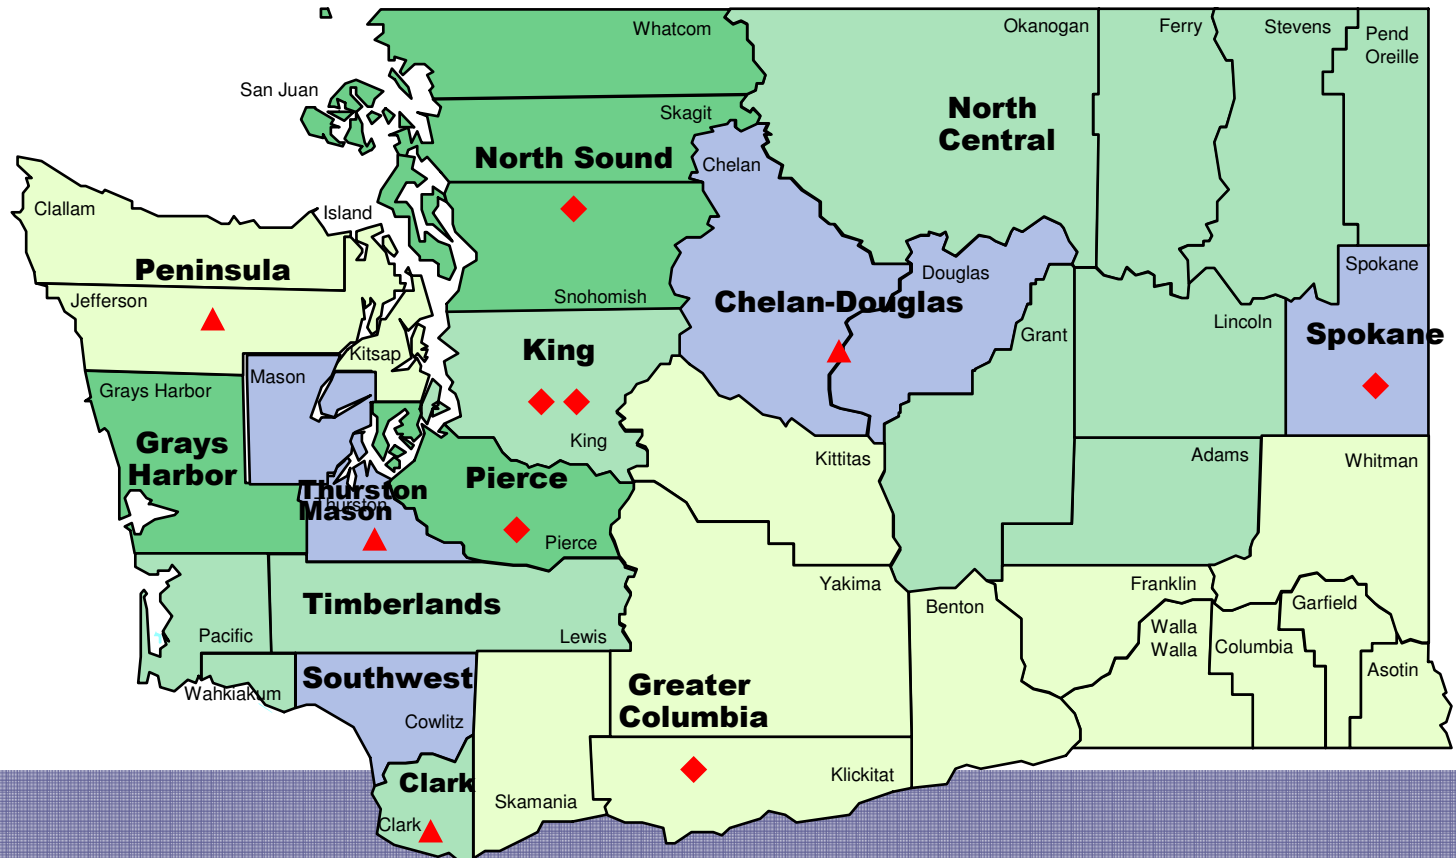 Whatcom
Okanogan
Ferry
Stevens
Pend
Oreille
San Juan
Skagit
North
Central
North Sound
Chelan
Clallam
Island
Peninsula
Jefferson
Snohomish
Douglas
Chelan-Douglas
Spokane
Spokane
Lincoln
Grant
King
King
Kitsap
Mason
Grays Harbor
Grays
Harbor
Thurston
Thurston
Mason
Pierce
Pierce
Kittitas
Adams
Whitman
Timberlands
Lewis
Pacific
Wahkiakum
Yakima
Benton
Franklin
Walla
Walla
Columbia
Garfield
Asotin
Southwest
Cowlitz
Greater
Columbia
Clark
Clark
Skamania
Klickitat